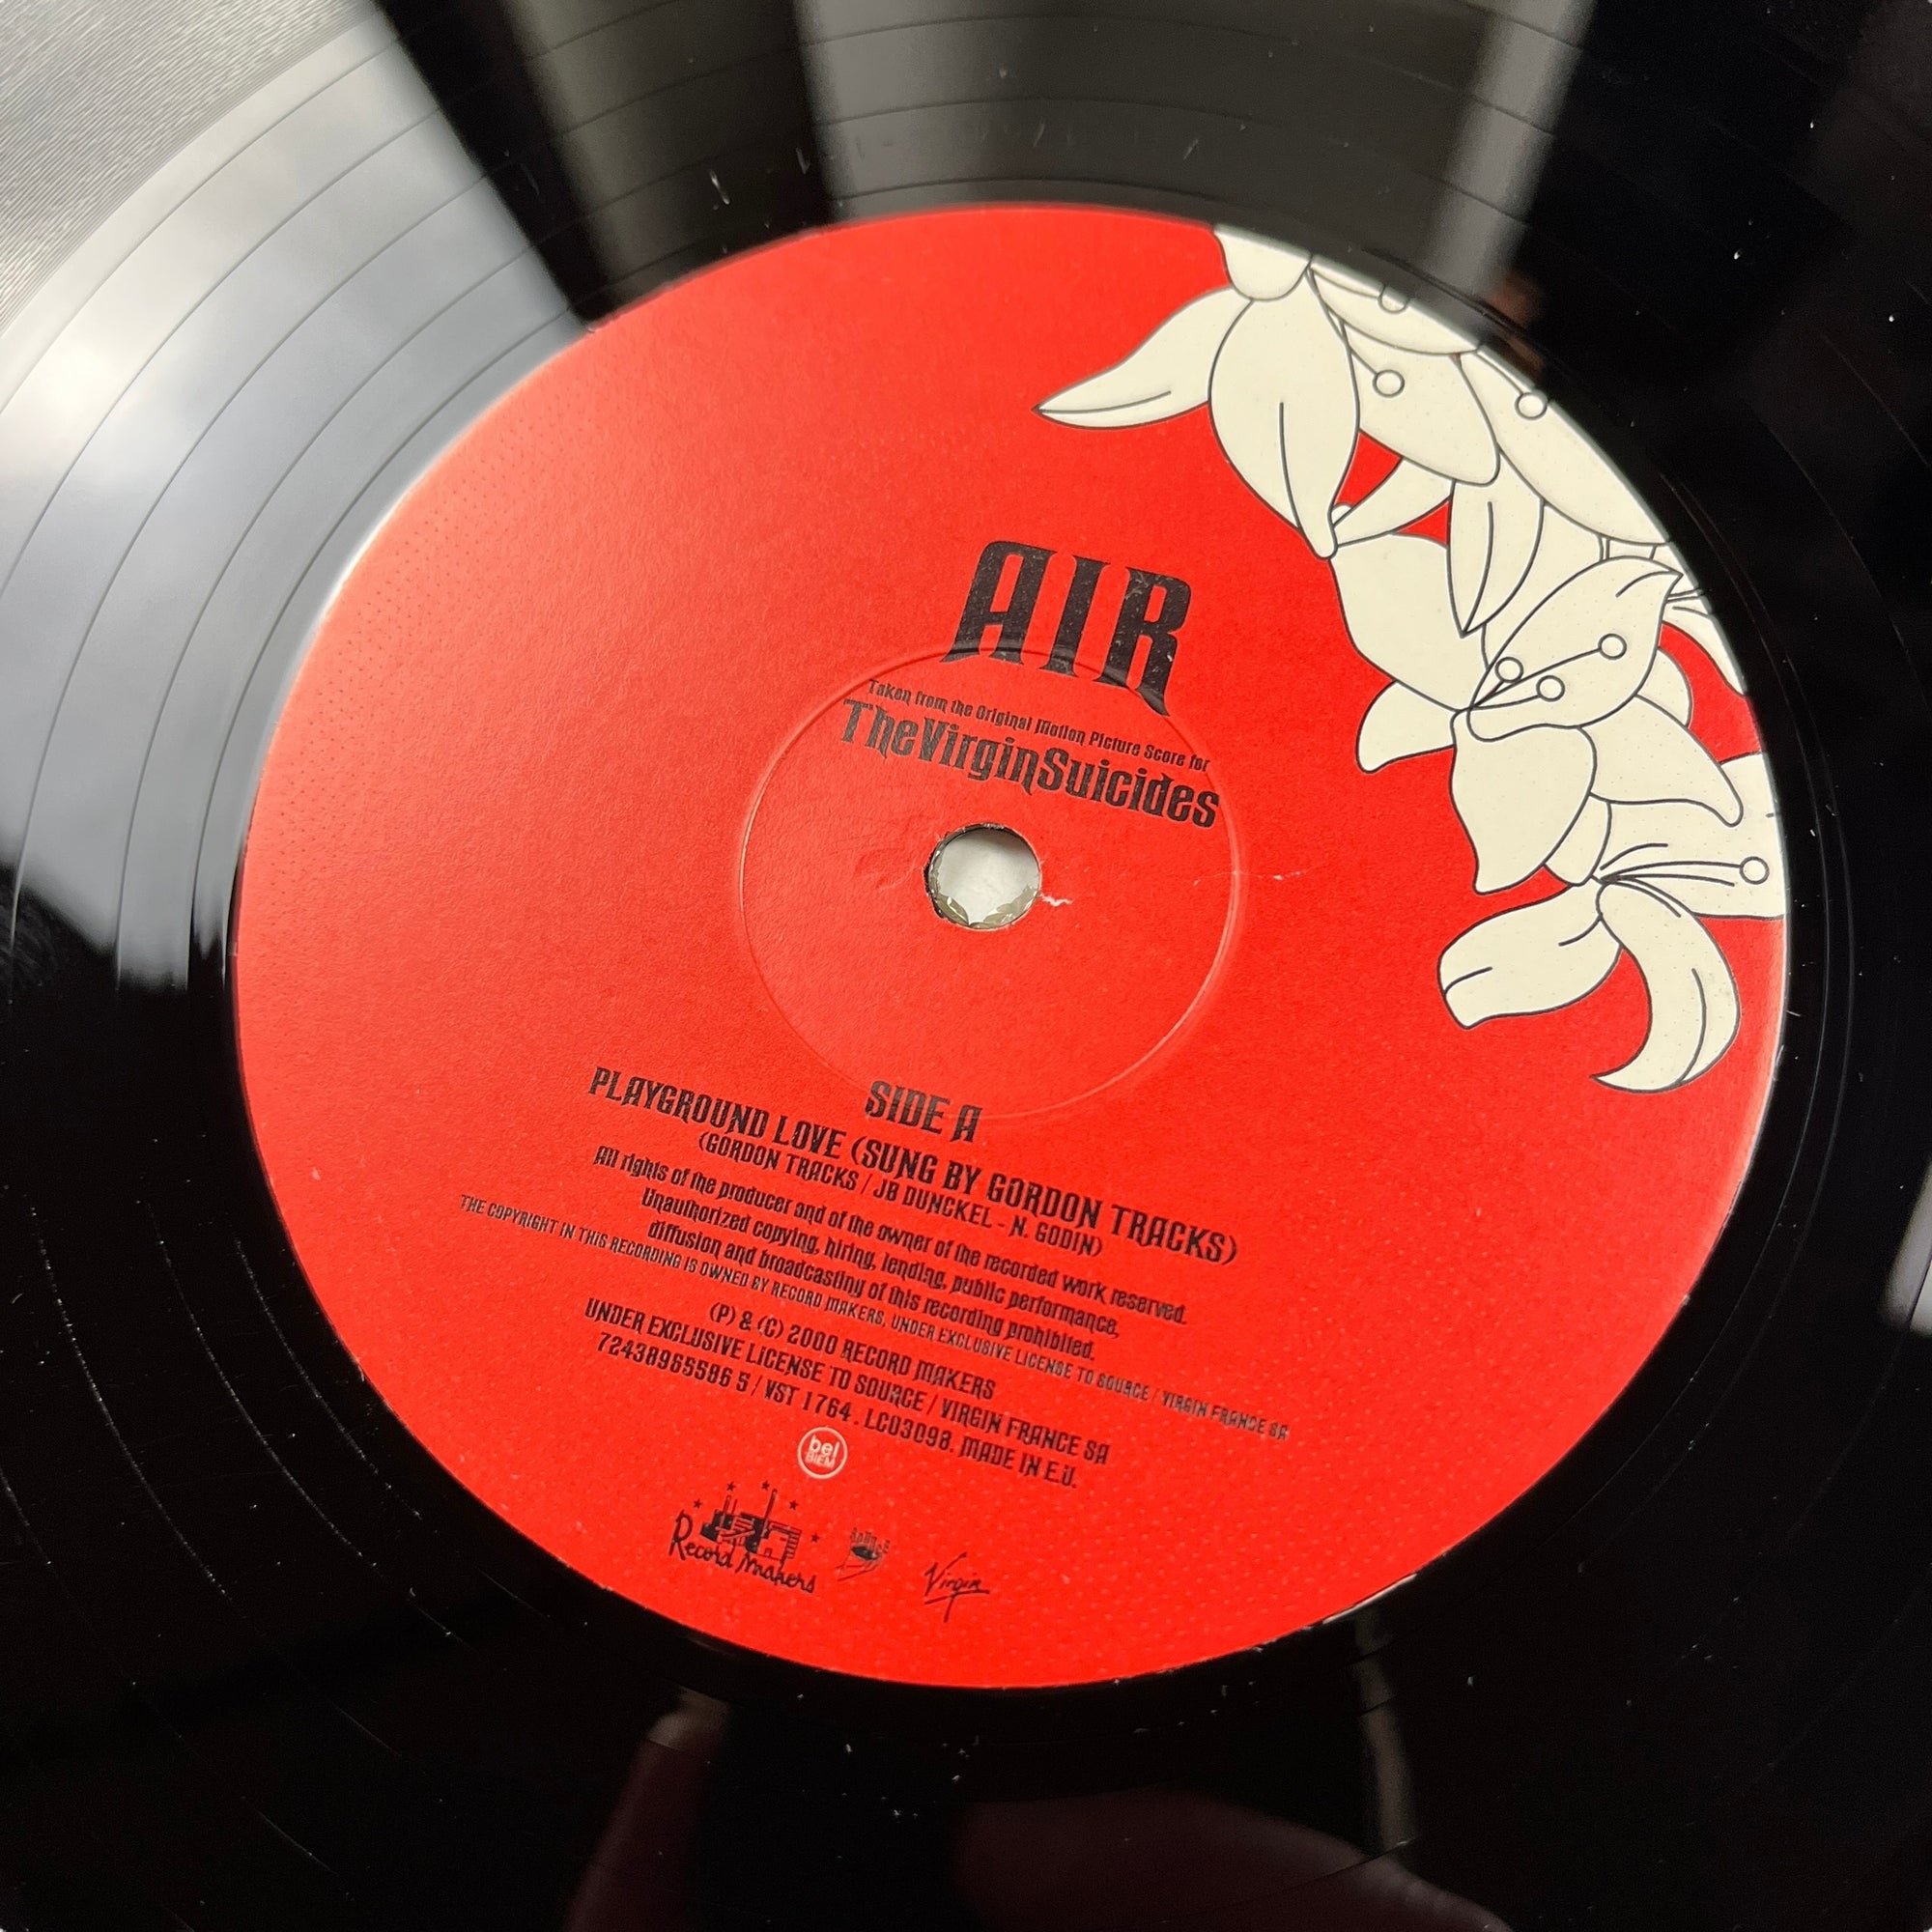 AIR
Taken from the Original Motion Picture Score for
TheVirginSuicides
SIDE A
PLAYGROUND LOVE (SUNG BY GORDON TRACKS)
(GORDON TRACKS / JB DUNCKEL - N. GODIN)
All rights of the producer and of the owner of the recorded work reserved.
Unauthorized copying, hiring, lending, public performance,
diffusion and broadcasting of this recording prohibited.
THE COPYRIGHT IN THIS RECORDING IS OWNED BY RECORD MAKERS, UNDER EXCLUSIVE LICENSE TO SOURCE / VIRGIN FRANCE SA
(P) & (C) 2000 RECORD MAKERS
UNDER EXCLUSIVE LICENSE TO SOURCE / VIRGIN FRANCE SA
72438965586 5 / VST 1764 . LC03098. MADE IN E.U.
bel
BIEM
Record Makers
SOURCE
Virgin